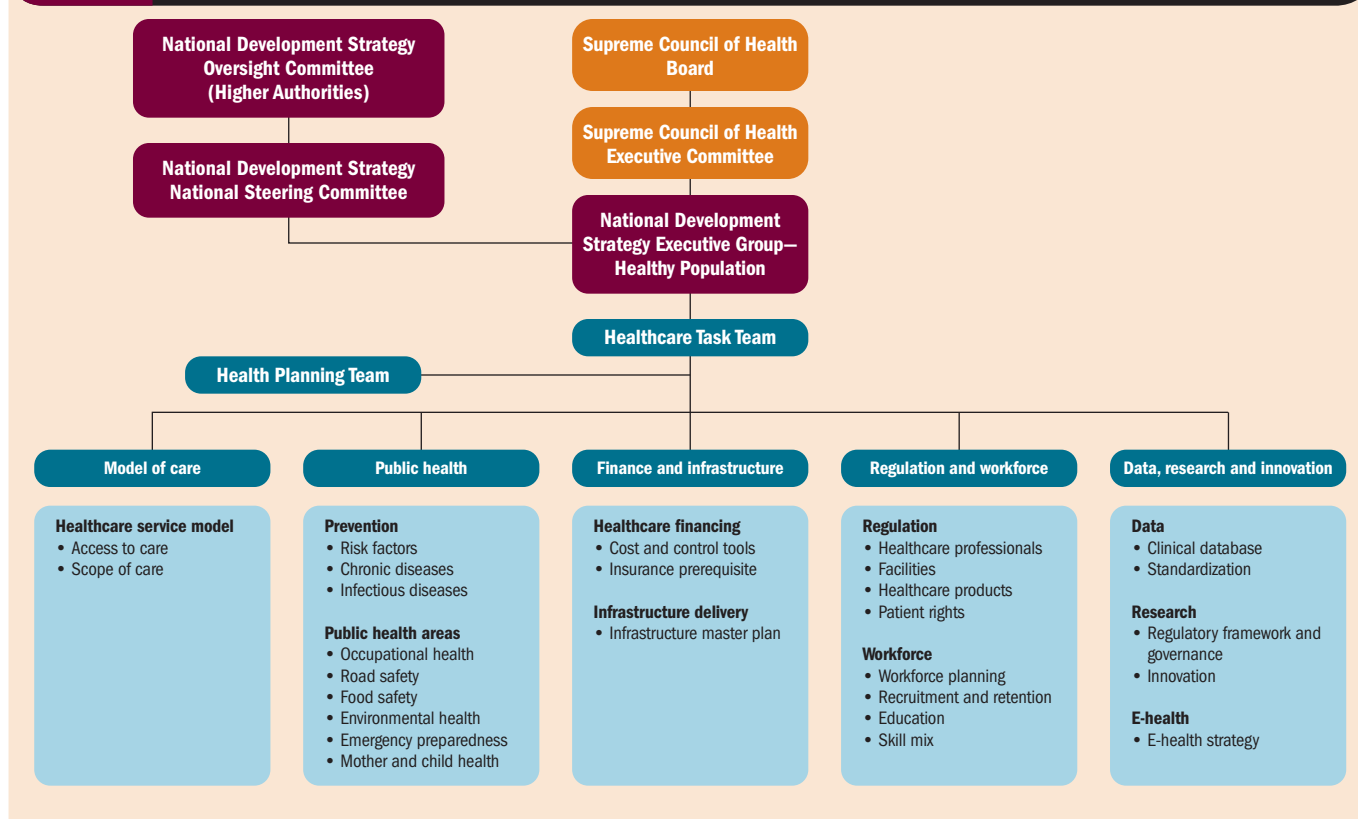 National Development Strategy
Oversight Committee
(Higher Authorities)
Supreme Council of Health
Board
National Development Strategy
National Steering Committee
Supreme Council of Health
Executive Committee
National Development
Strategy Executive Group—
Healthy Population
Healthcare Task Team
Health Planning Team
Model of care
Healthcare service model
• Access to care
• Scope of care
Public health
Prevention
• Risk factors
• Chronic diseases
• Infectious diseases
Public health areas
• Occupational health
• Road safety
• Food safety
• Environmental health
• Emergency preparedness
• Mother and child health
Finance and infrastructure
Healthcare financing
• Cost and control tools
• Insurance prerequisite
Infrastructure delivery
• Infrastructure master plan
Regulation and workforce
Regulation
• Healthcare professionals
• Facilities
• Healthcare products
• Patient rights
Workforce
• Workforce planning
• Recruitment and retention
• Education
• Skill mix
Data, research and innovation
Data
• Clinical database
• Standardization
Research
• Regulatory framework and
governance
• Innovation
E-health
• E-health strategy